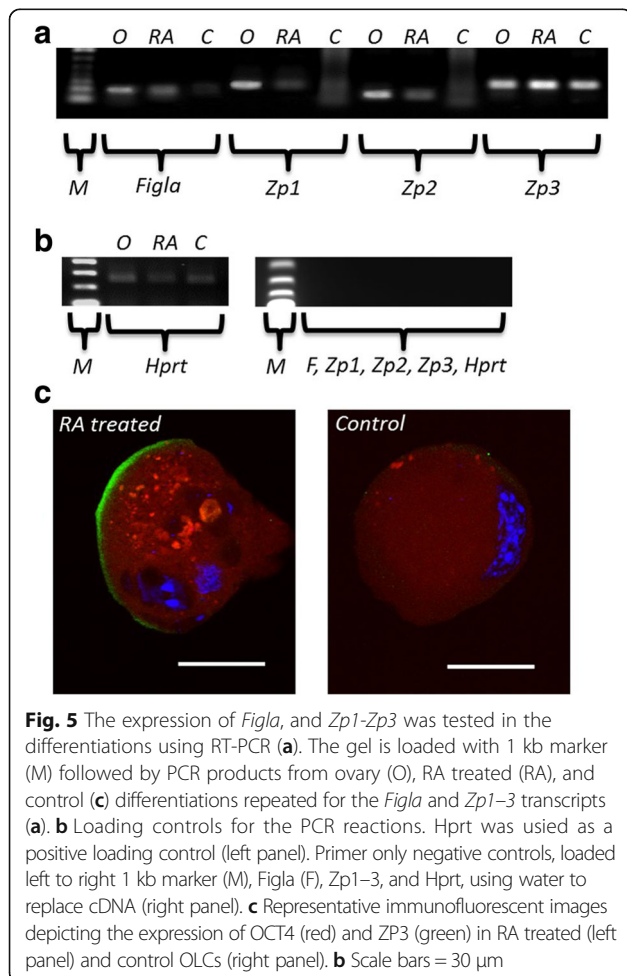 a O RA C O RA C O RA C O RA C
M Figla Zp1 Zp2 Zp3
b O RA C
M Hprt M F, Zp1, Zp2, Zp3, Hprt
c
RA treated Control
Fig. 5 The expression of Figla, and Zp1-Zp3 was tested in the
differentiations using RT-PCR (a). The gel is loaded with 1 kb marker
(M) followed by PCR products from ovary (O), RA treated (RA), and
control (c) differentiations repeated for the Figla and Zp1–3 transcripts
(a). b Loading controls for the PCR reactions. Hprt was usied as a
positive loading control (left panel). Primer only negative controls, loaded
left to right 1 kb marker (M), Figla (F), Zp1–3, and Hprt, using water to
replace cDNA (right panel). c Representative immunofluorescent images
depicting the expression of OCT4 (red) and ZP3 (green) in RA treated (left
panel) and control OLCs (right panel). b Scale bars = 30 μm